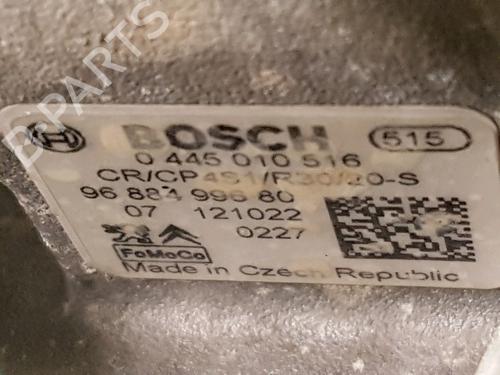 B-PARTS
BOSCH 515
0 445 010 516
CR/CP4S1/R30/20-S
96 884 996 80
07 121022
0227
FoMoCo
Made in Czech Republic